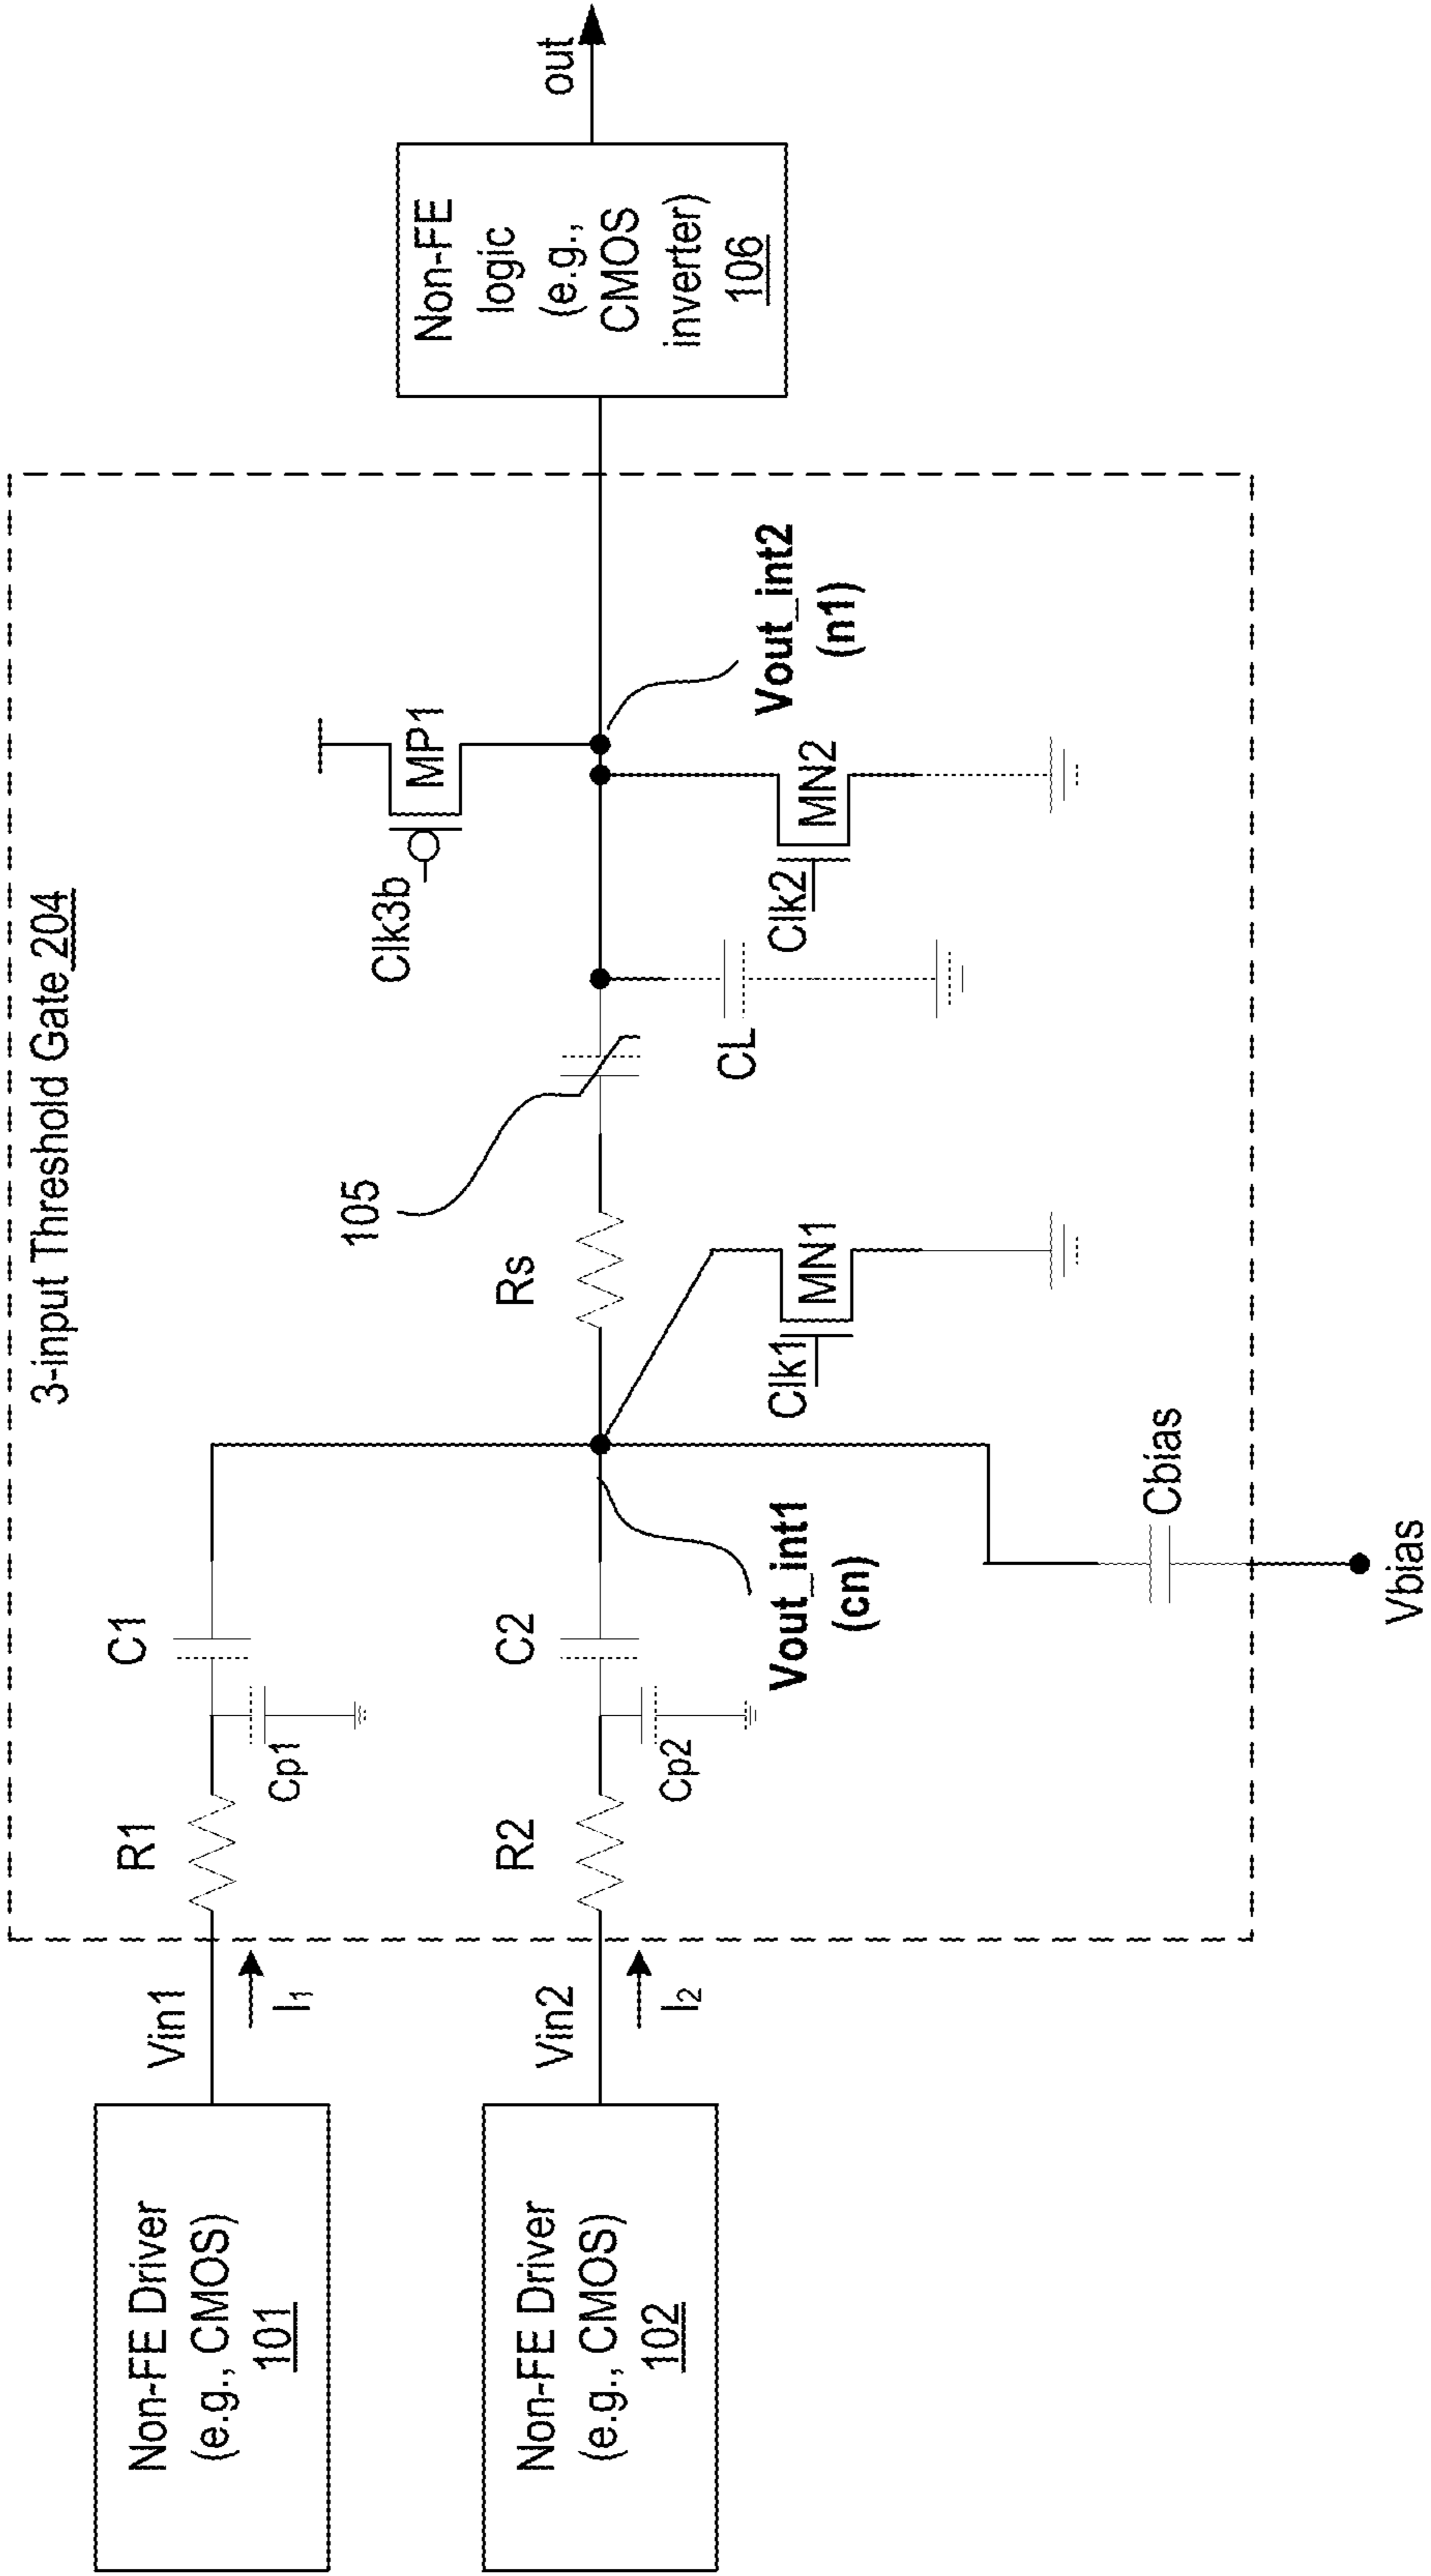 3-input Threshold Gate 204
Non-FE Driver
(e.g., CMOS)
101
Vin1
I1
R1
Cp1
C1
Non-FE Driver
(e.g., CMOS)
102
Vin2
I2
R2
Cp2
C2
Vout_int1
(cn)
Cbias
Vbias
Rs
Clk1
MN1
105
CL
Clk3b
MP1
Clk2
MN2
Vout_int2
(n1)
Non-FE
logic
(e.g.,
CMOS
inverter)
106
out